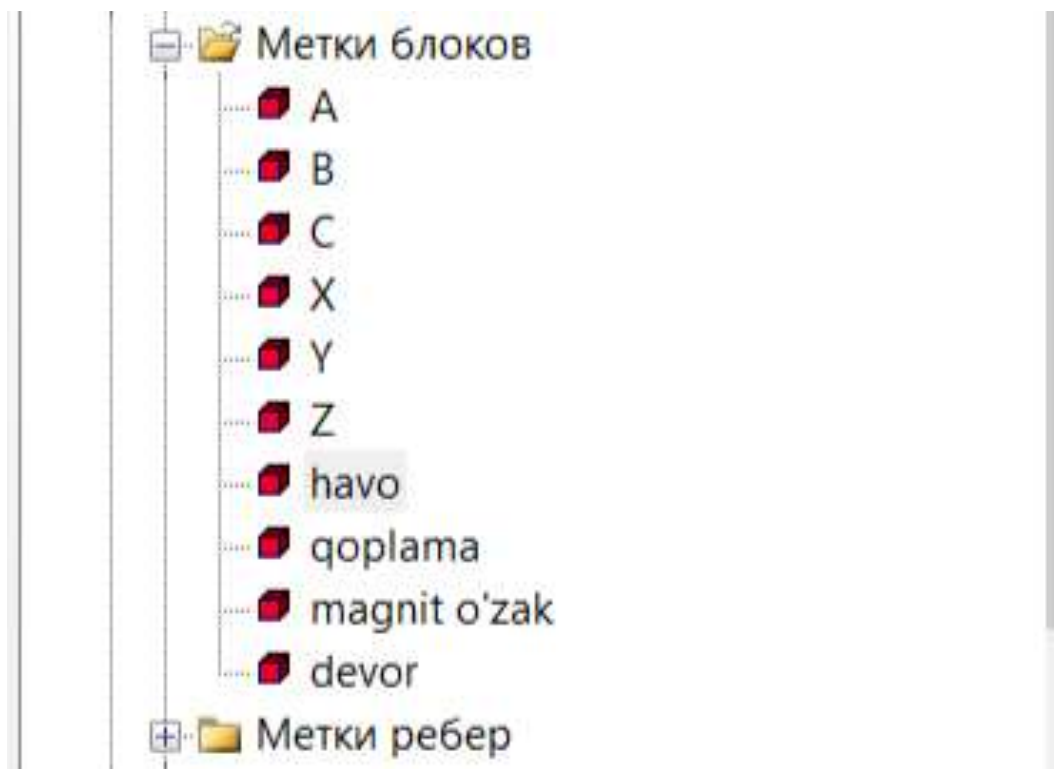 Метки блоков
A
B
C
X
Y
Z
havo
qoplama
magnit o'zak
devor
Метки ребер